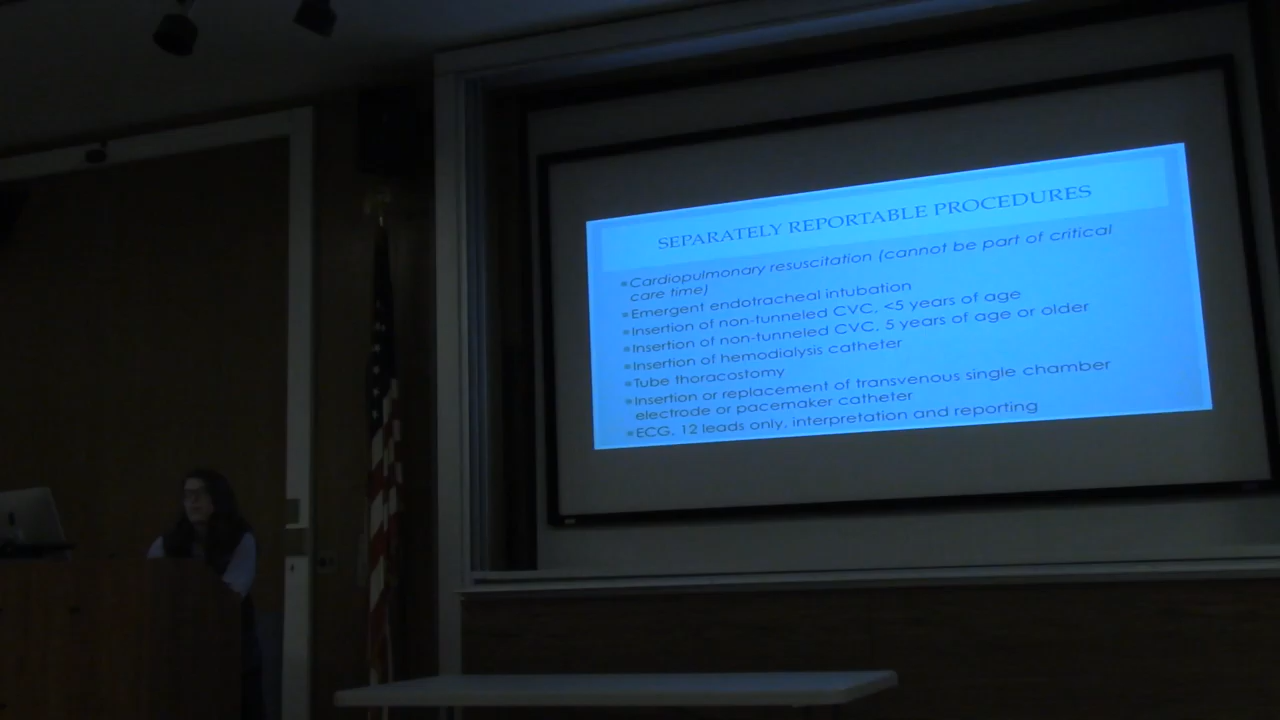 SEPARATELY REPORTABLE PROCEDURES
▪Cardiopulmonary resuscitation (cannot be part of critical
care time)
▪Emergent endotracheal intubation
▪Insertion of non-tunneled CVC, <5 years of age
▪Insertion of non-tunneled CVC, 5 years of age or older
▪Insertion of hemodialysis catheter
▪Tube thoracostomy
▪Insertion or replacement of transvenous single chamber
electrode or pacemaker catheter
▪ECG, 12 leads only, interpretation and reporting